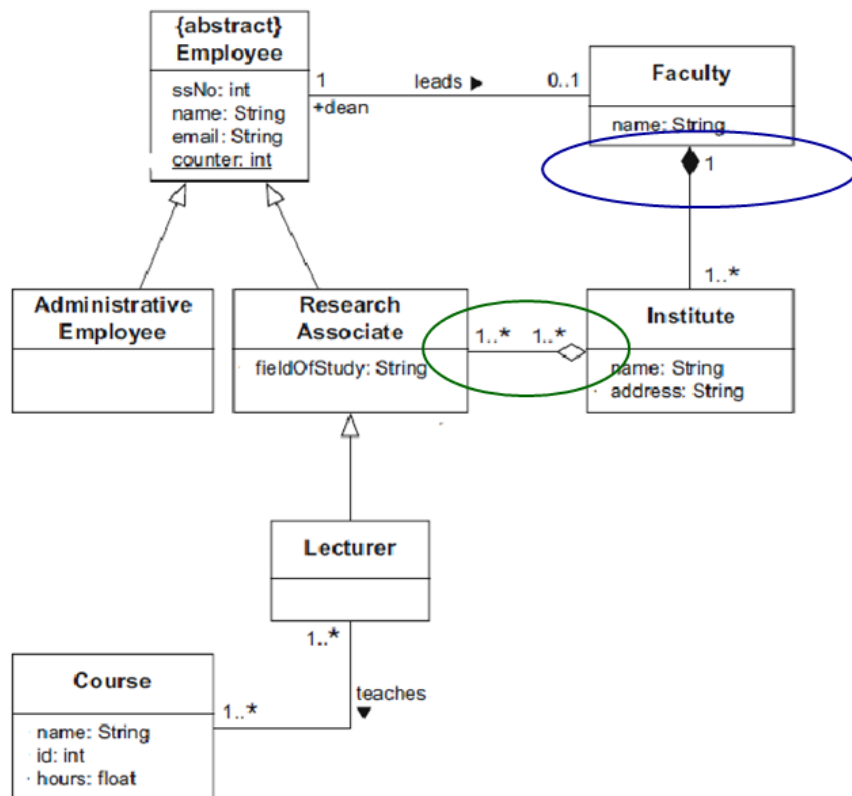 {abstract}
Employee
ssNo: int
name: String
email: String
counter: int
1
+dean
leads ▶
0..1
Faculty
name: String
1
1..*
Administrative
Employee
Research
Associate
fieldOfStudy: String
1..*
1..*
Institute
name: String
address: String
Lecturer
1..*
teaches
▼
1..*
Course
name: String
id: int
hours: float